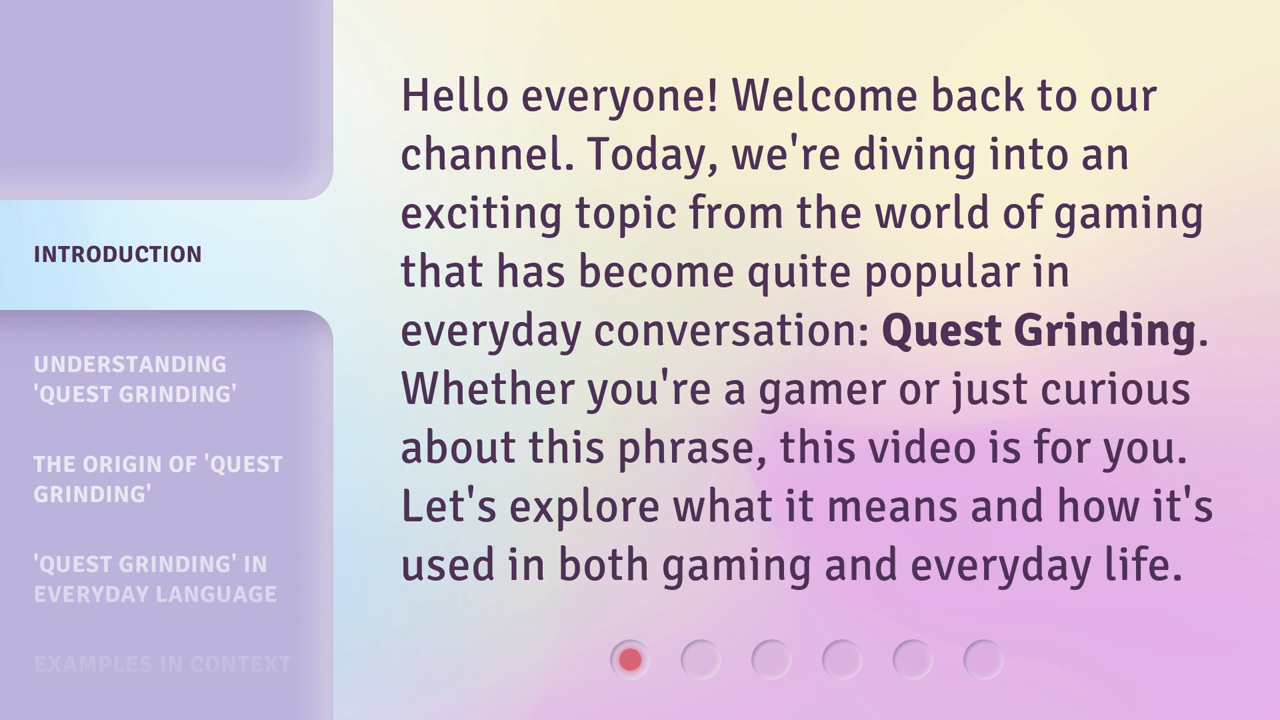 INTRODUCTION
UNDERSTANDING
'QUEST GRINDING'
THE ORIGIN OF 'QUEST
GRINDING'
'QUEST GRINDING' IN
EVERYDAY LANGUAGE
EXAMPLES IN CONTEXT
Hello everyone! Welcome back to our
channel. Today, we're diving into an
exciting topic from the world of gaming
that has become quite popular in
everyday conversation: Quest Grinding.
Whether you're a gamer or just curious
about this phrase, this video is for you.
Let's explore what it means and how it's
used in both gaming and everyday life.